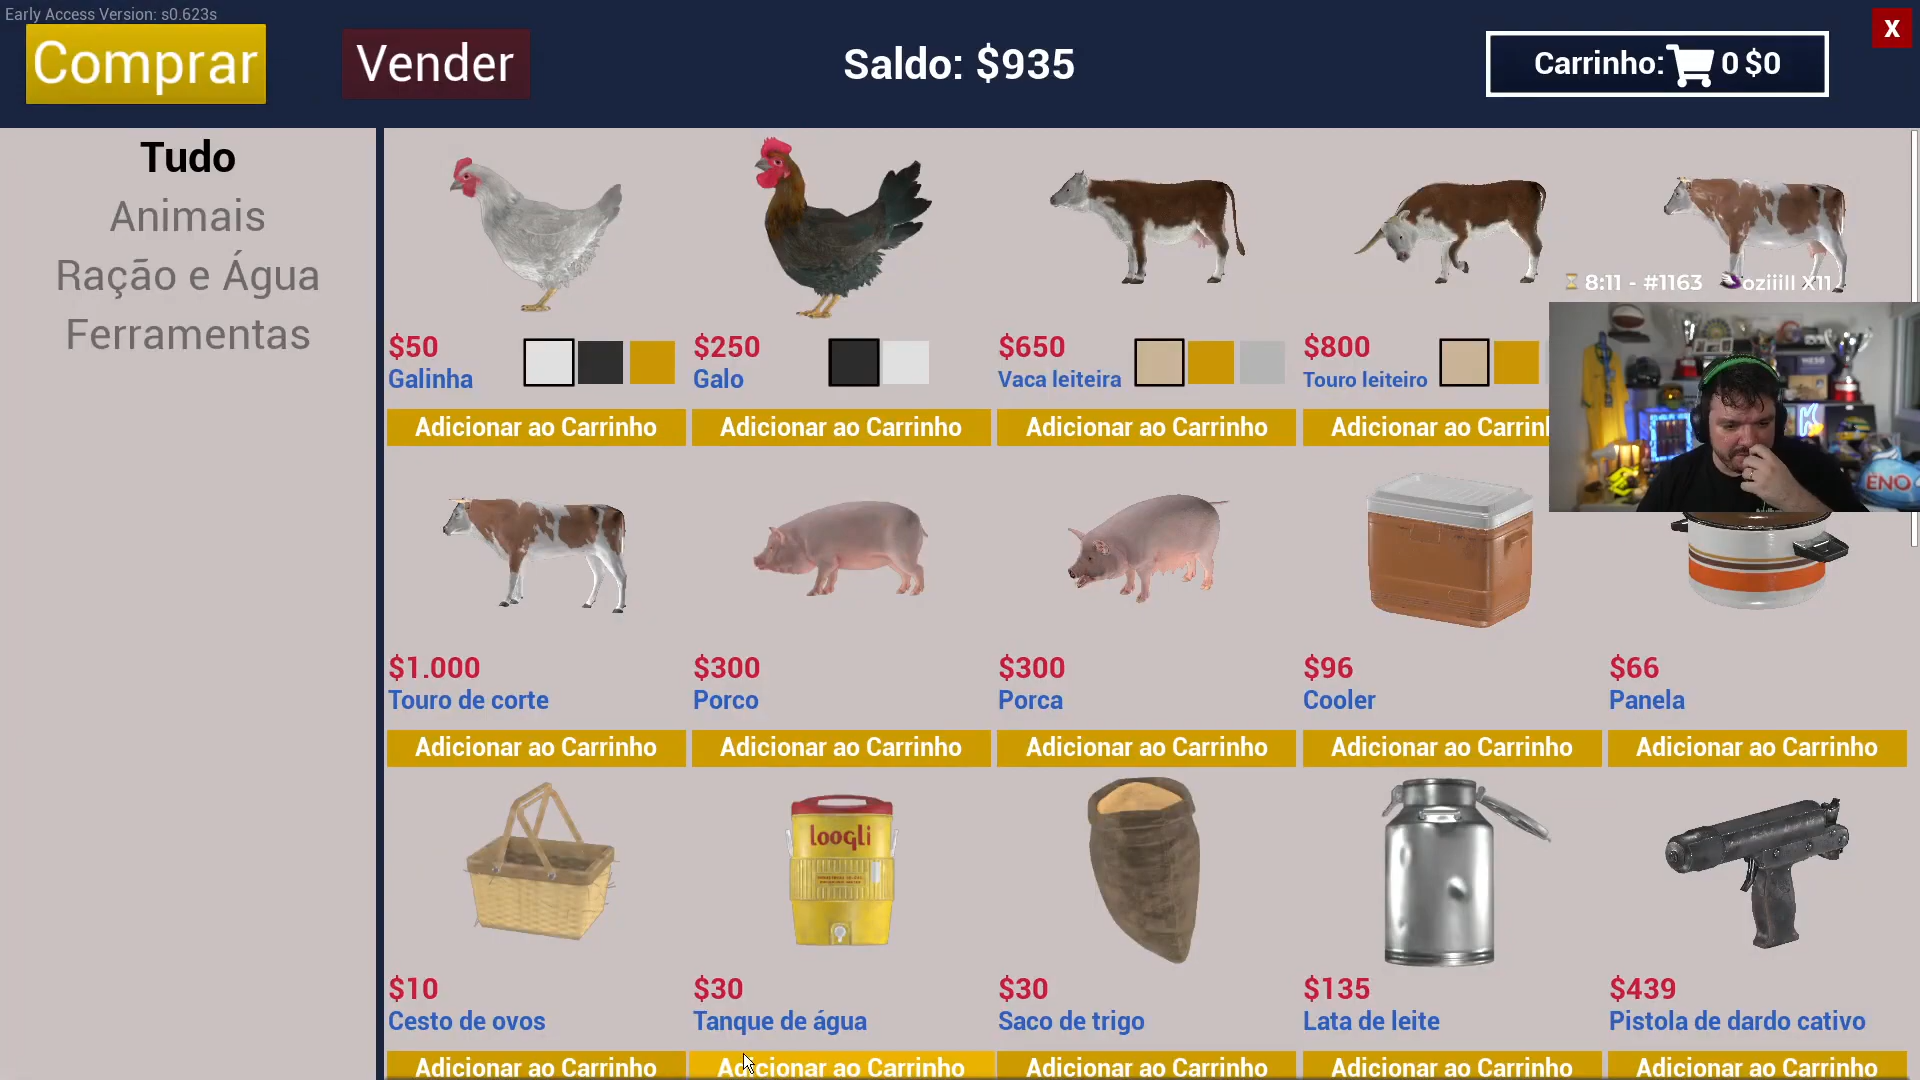 Early Access Version: s0.623s
Comprar
Vender
Saldo: $935
Carrinho: 0 $0
X
Tudo
Animais
Ração e Água
Ferramentas
$50
Galinha
$250
Galo
$650
Vaca leiteira
$800
Touro leiteiro
8:11 - #1163
oziiill X11
Adicionar ao Carrinho
Adicionar ao Carrinho
Adicionar ao Carrinho
Adicionar ao Carrin
ENO
$1.000
Touro de corte
$300
Porco
$300
Porca
$96
Cooler
$66
Panela
Adicionar ao Carrinho
Adicionar ao Carrinho
Adicionar ao Carrinho
Adicionar ao Carrinho
Adicionar ao Carrinho
looqli
$10
Cesto de ovos
$30
Tanque de água
$30
Saco de trigo
$135
Lata de leite
$439
Pistola de dardo cativo
Adicionar ao Carrinho
Adicionar ao Carrinho
Adicionar ao Carrinho
Adicionar ao Carrinho
Adicionar ao Carrinho